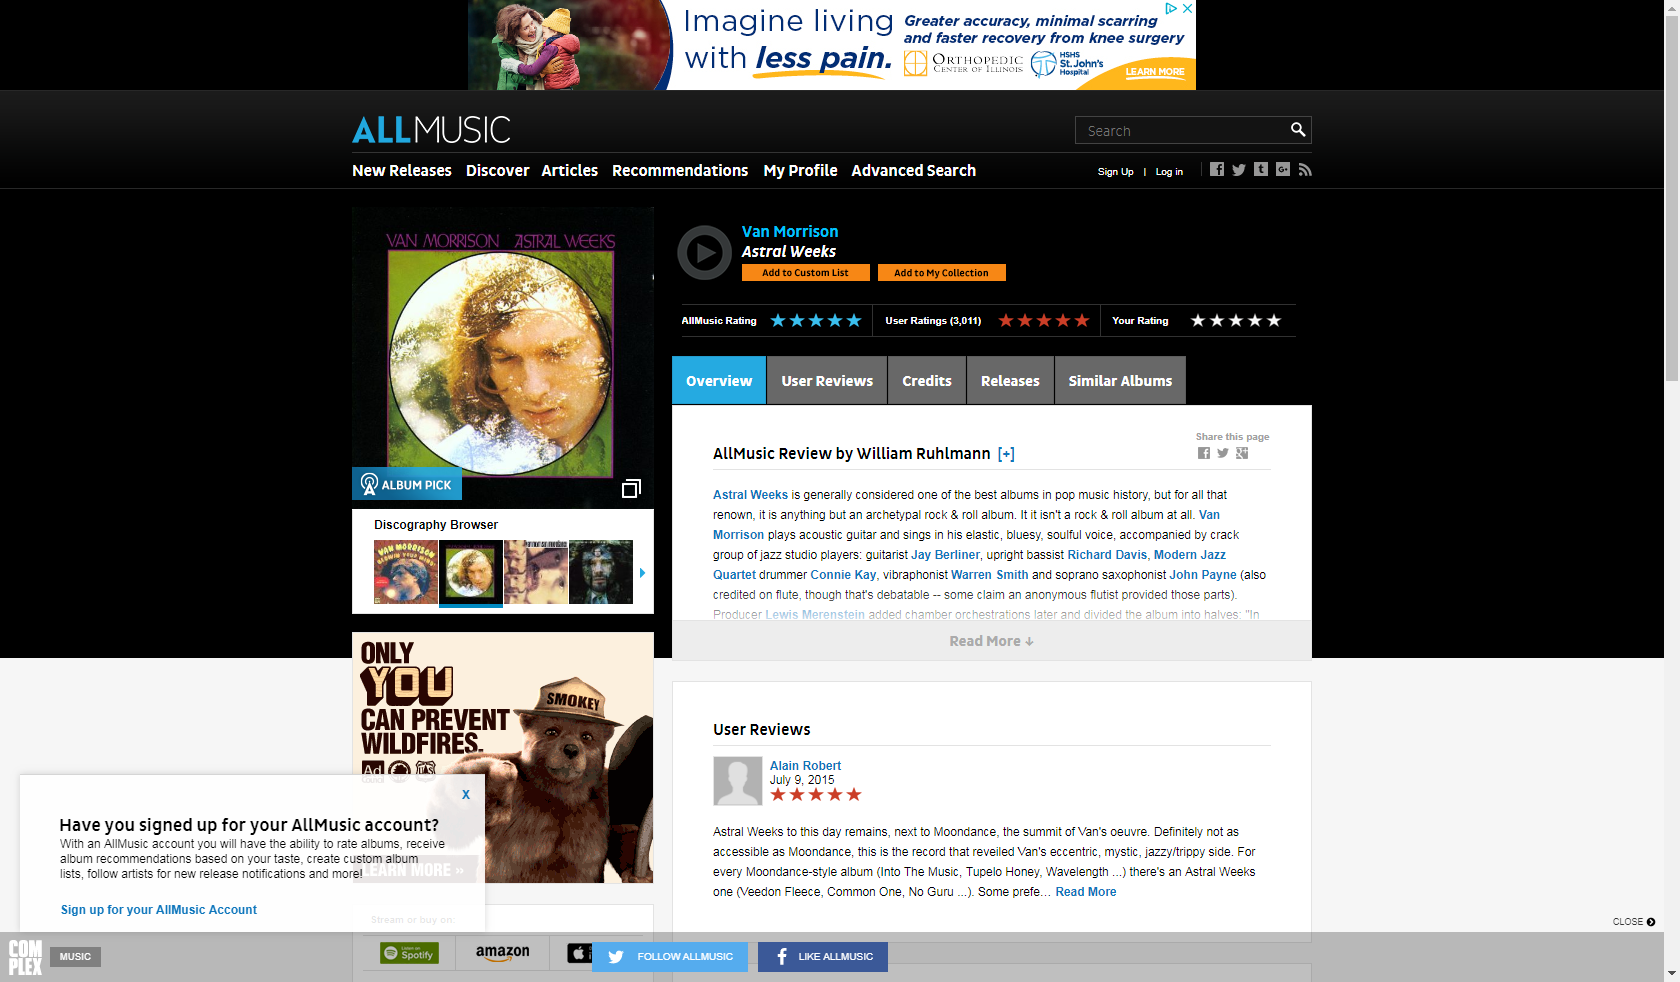 Imagine living
with less pain.
Greater accuracy, minimal scarring
and faster recovery from knee surgery
ORTHOPEDIC
CENTER OF ILLINOIS
HSHS
St. John's
Hospital
LEARN MORE
ALLMUSIC
Search
New Releases Discover Articles Recommendations My Profile Advanced Search
Sign Up | Log in
VAN MORRISON ASTRAL WEEKS
ALBUM PICK
Van Morrison
Astral Weeks
Add to Custom List Add to My Collection
AllMusic Rating User Ratings (3,011) Your Rating
Overview User Reviews Credits Releases Similar Albums
Share this page
AllMusic Review by William Ruhlmann [+]
Astral Weeks is generally considered one of the best albums in pop music history, but for all that
renown, it is anything but an archetypal rock & roll album. It it isn't a rock & roll album at all. Van
Morrison plays acoustic guitar and sings in his elastic, bluesy, soulful voice, accompanied by crack
group of jazz studio players: guitarist Jay Berliner, upright bassist Richard Davis, Modern Jazz
Quartet drummer Connie Kay, vibraphonist Warren Smith and soprano saxophonist John Payne (also
credited on flute, though that's debatable -- some claim an anonymous flutist provided those parts).
Producer Lewis Merenstein added chamber orchestrations later and divided the album into halves: "In
Read More ↓
Discography Browser
VAN MORRISON
BLOWIN' YOUR MIND!
ONLY
YOU
CAN PREVENT
WILDFIRES.
SMOKEY
Ad
LEARN MORE »
User Reviews
Alain Robert
July 9, 2015
Astral Weeks to this day remains, next to Moondance, the summit of Van's oeuvre. Definitely not as
accessible as Moondance, this is the record that reveiled Van's eccentric, mystic, jazzy/trippy side. For
every Moondance-style album (Into The Music, Tupelo Honey, Wavelength ...) there's an Astral Weeks
one (Veedon Fleece, Common One, No Guru ...). Some prefe... Read More
X
Have you signed up for your AllMusic account?
With an AllMusic account you will have the ability to rate albums, receive
album recommendations based on your taste, create custom album
lists, follow artists for new release notifications and more!
Sign up for your AllMusic Account
Stream or buy on:
Listen on
Spotify
amazon
CLOSE
COM
PLEX
MUSIC
FOLLOW ALLMUSIC
LIKE ALLMUSIC